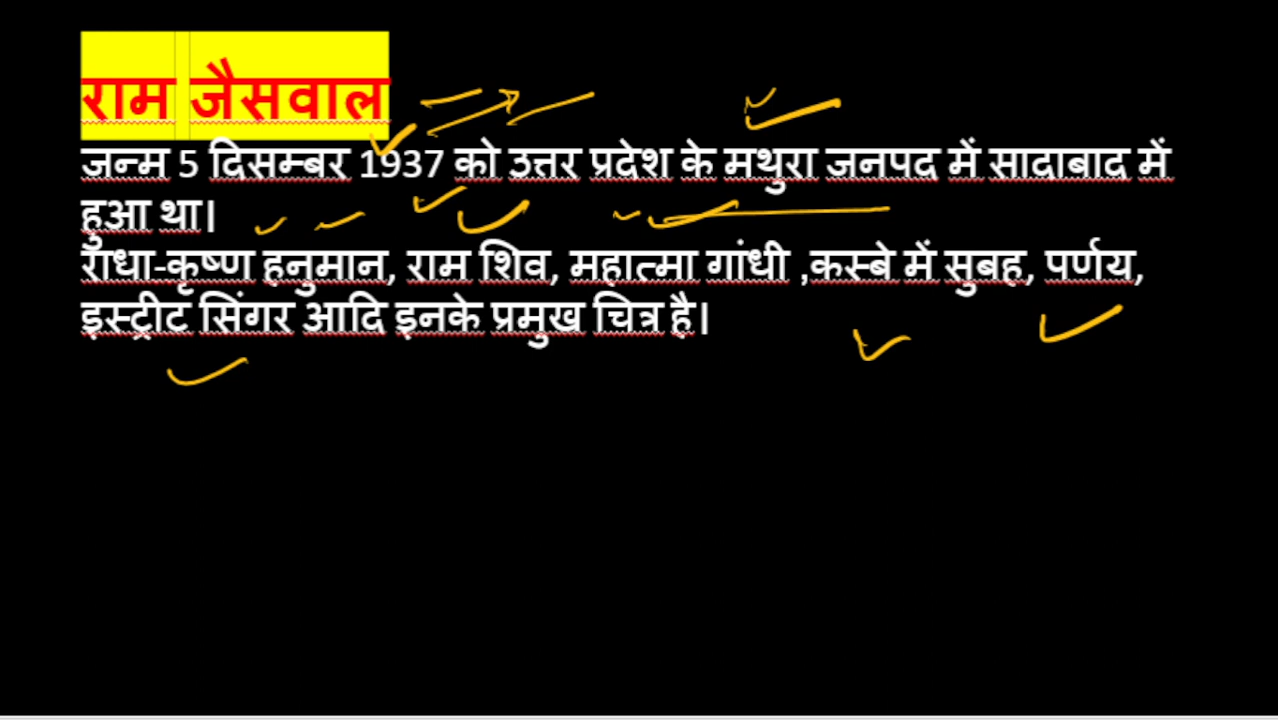 राम जैसवाल
जन्म 5 दिसम्बर 1937 को उत्तर प्रदेश के मथुरा जनपद में सादाबाद में
हुआ था।
राधा-कृष्ण हनुमान, राम शिव, महात्मा गांधी ,कस्बे में सुबह, पर्णय,
इस्ट्रीट सिंगर आदि इनके प्रमुख चित्र है।